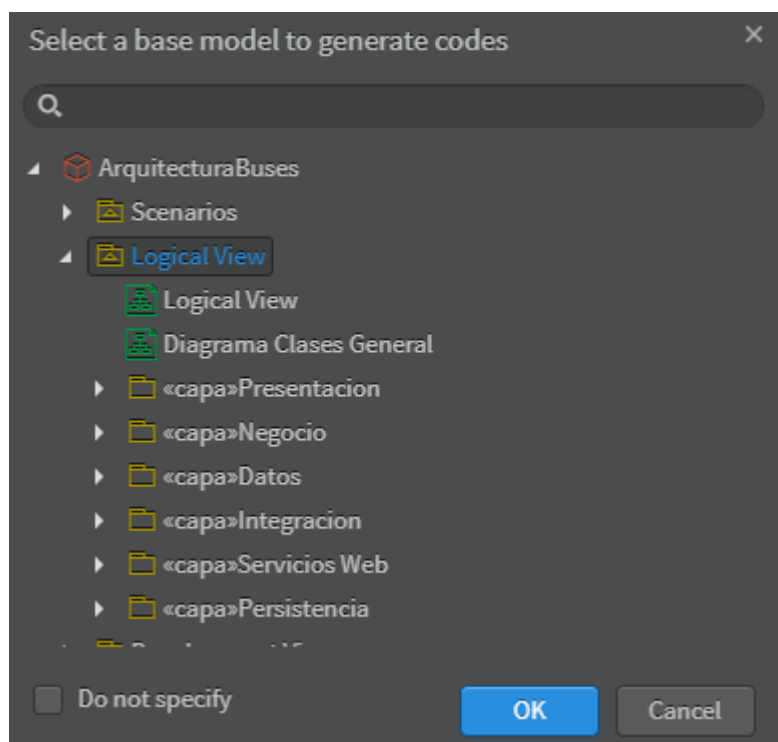 Select a base model to generate codes
ArquitecturaBuses
Scenarios
Logical View
Logical View
Diagrama Clases General
«capa»Presentacion
«capa»Negocio
«capa»Datos
«capa»Integracion
«capa»Servicios Web
«capa»Persistencia
Do not specify
OK
Cancel